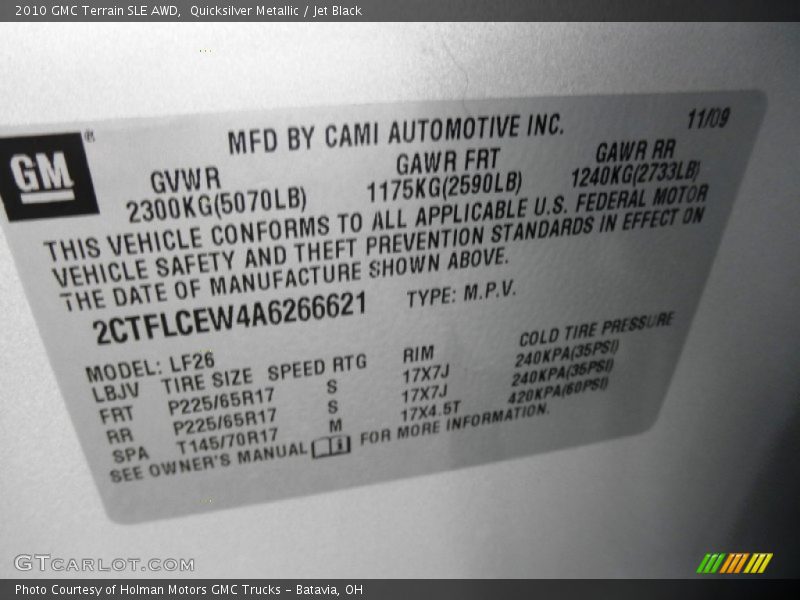 2010 GMC Terrain SLE AWD,  Quicksilver Metallic / Jet Black
GM®
MFD BY CAMI AUTOMOTIVE INC. 11/09
GVWR GAWR FRT GAWR RR
2300KG(5070LB) 1175KG(2590LB) 1240KG(2733LB)
THIS VEHICLE CONFORMS TO ALL APPLICABLE U.S. FEDERAL MOTOR
VEHICLE SAFETY AND THEFT PREVENTION STANDARDS IN EFFECT ON
THE DATE OF MANUFACTURE SHOWN ABOVE.
2CTFLCEW4A6266621 TYPE: M.P.V.
MODEL: LF26
LBJV TIRE SIZE SPEED RTG RIM COLD TIRE PRESSURE
FRT P225/65R17 S 17X7J 240KPA(35PSI)
RR P225/65R17 S 17X7J 240KPA(35PSI)
SPA T145/70R17 M 17X4.5T 420KPA(60PSI)
SEE OWNER'S MANUAL FOR MORE INFORMATION.
GTCARLOT.COM
Photo Courtesy of Holman Motors GMC Trucks - Batavia, OH